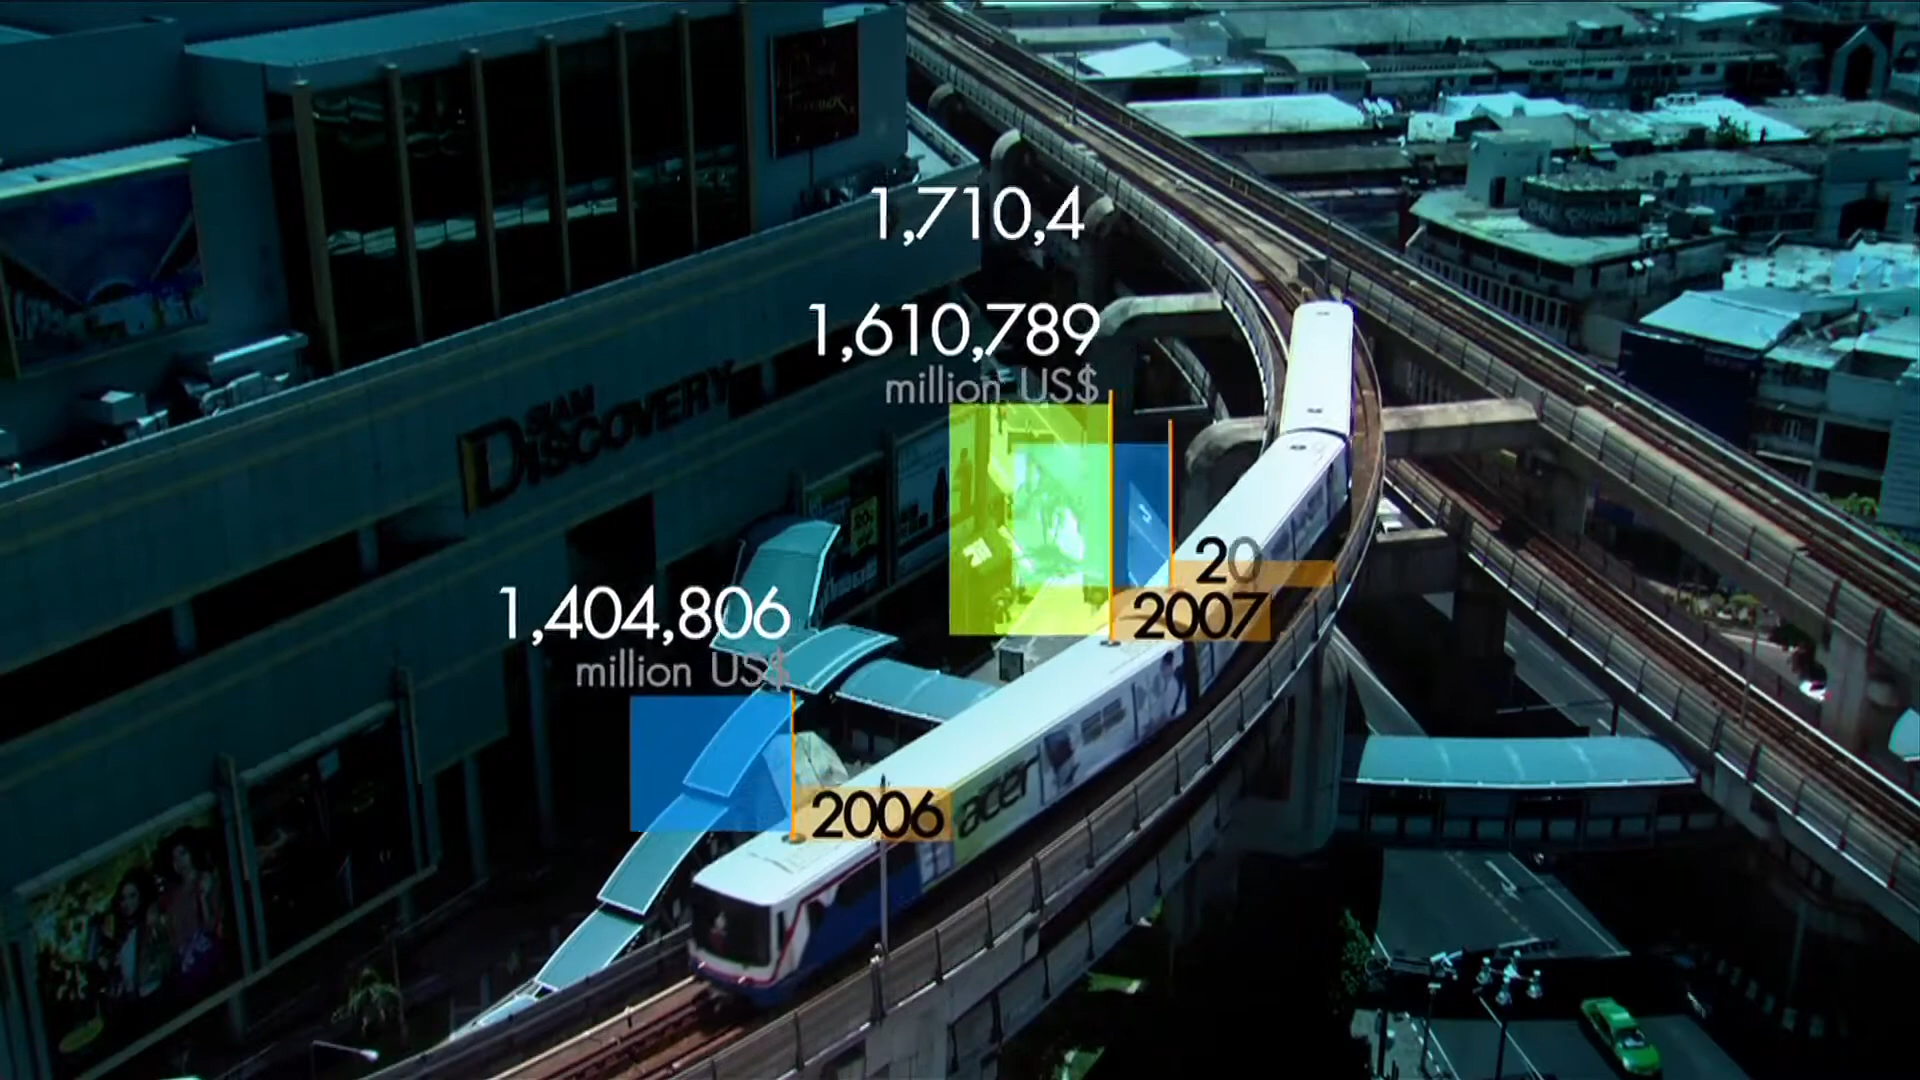 1,710,4
1,610,789
million US$
SIAM
DISCOVERY
20
2007
1,404,806
million US$
2006
acer